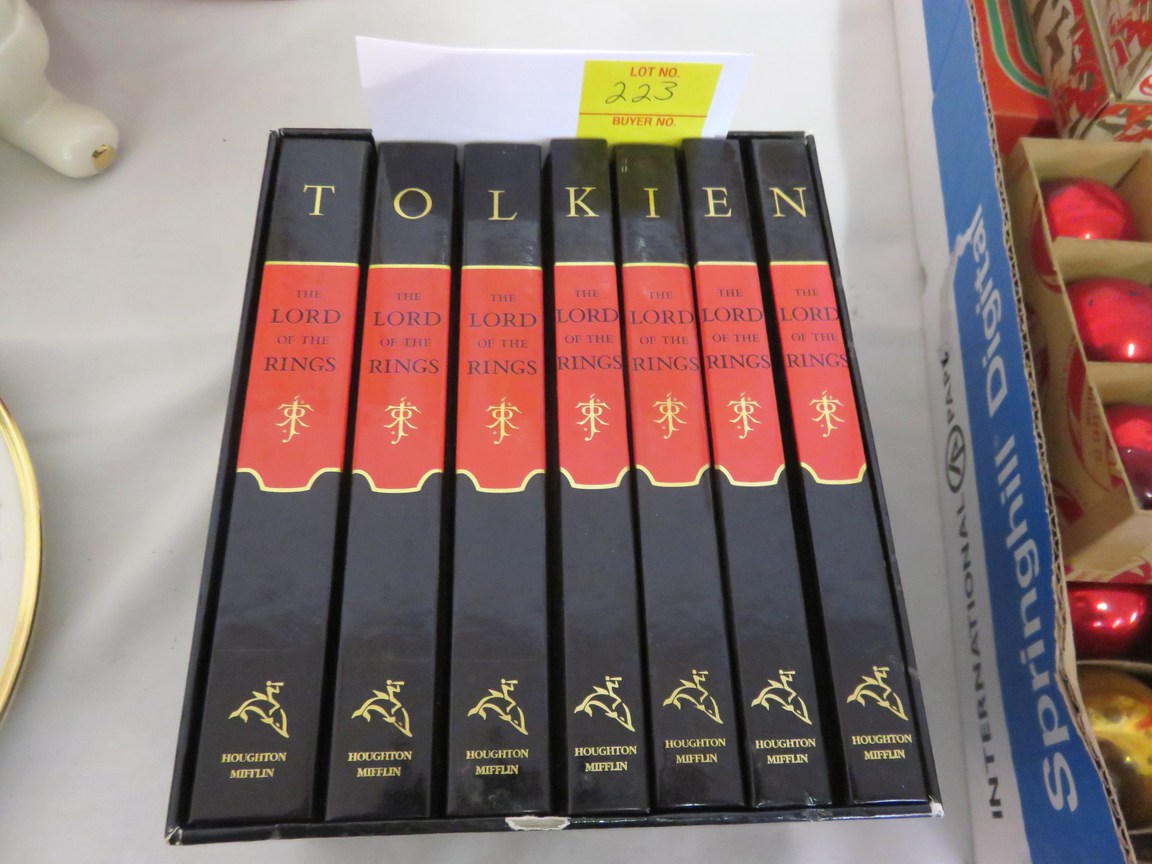 LOT NO.
223
BUYER NO.
T O L K I E N
THE
LORD
OF THE
RINGS
HOUGHTON
MIFFLIN
THE
LORD
OF THE
RINGS
HOUGHTON
MIFFLIN
THE
LORD
OF THE
RINGS
HOUGHTON
MIFFLIN
THE
LORD
OF THE
RINGS
HOUGHTON
MIFFLIN
THE
LORD
OF THE
RINGS
HOUGHTON
MIFFLIN
THE
LORD
OF THE
RINGS
HOUGHTON
MIFFLIN
THE
LORD
OF THE
RINGS
HOUGHTON
MIFFLIN
INTERNATIONAL PAPER
Springhill Digital